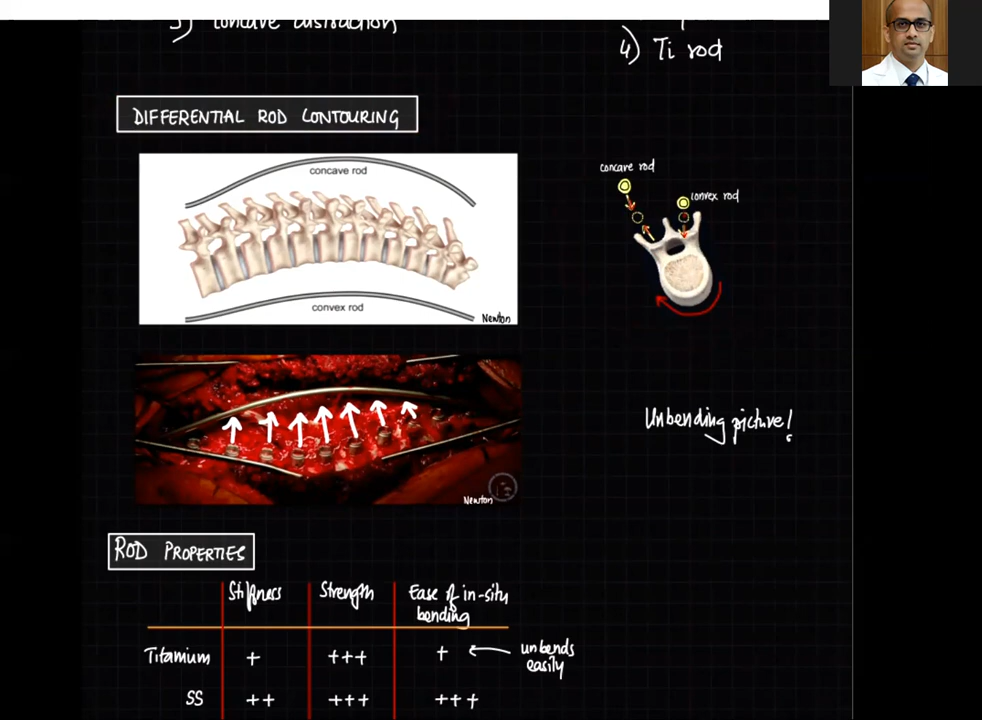 3) concave distraction
4) Ti rod
DIFFERENTIAL ROD CONTOURING
concave rod
convex rod
Newton
concave rod
convex rod
Newton
Unbending picture!
ROD PROPERTIES
Stiffness Strength Ease of in-situ bending
Titanium + +++ + unbends easily
SS ++ +++ +++